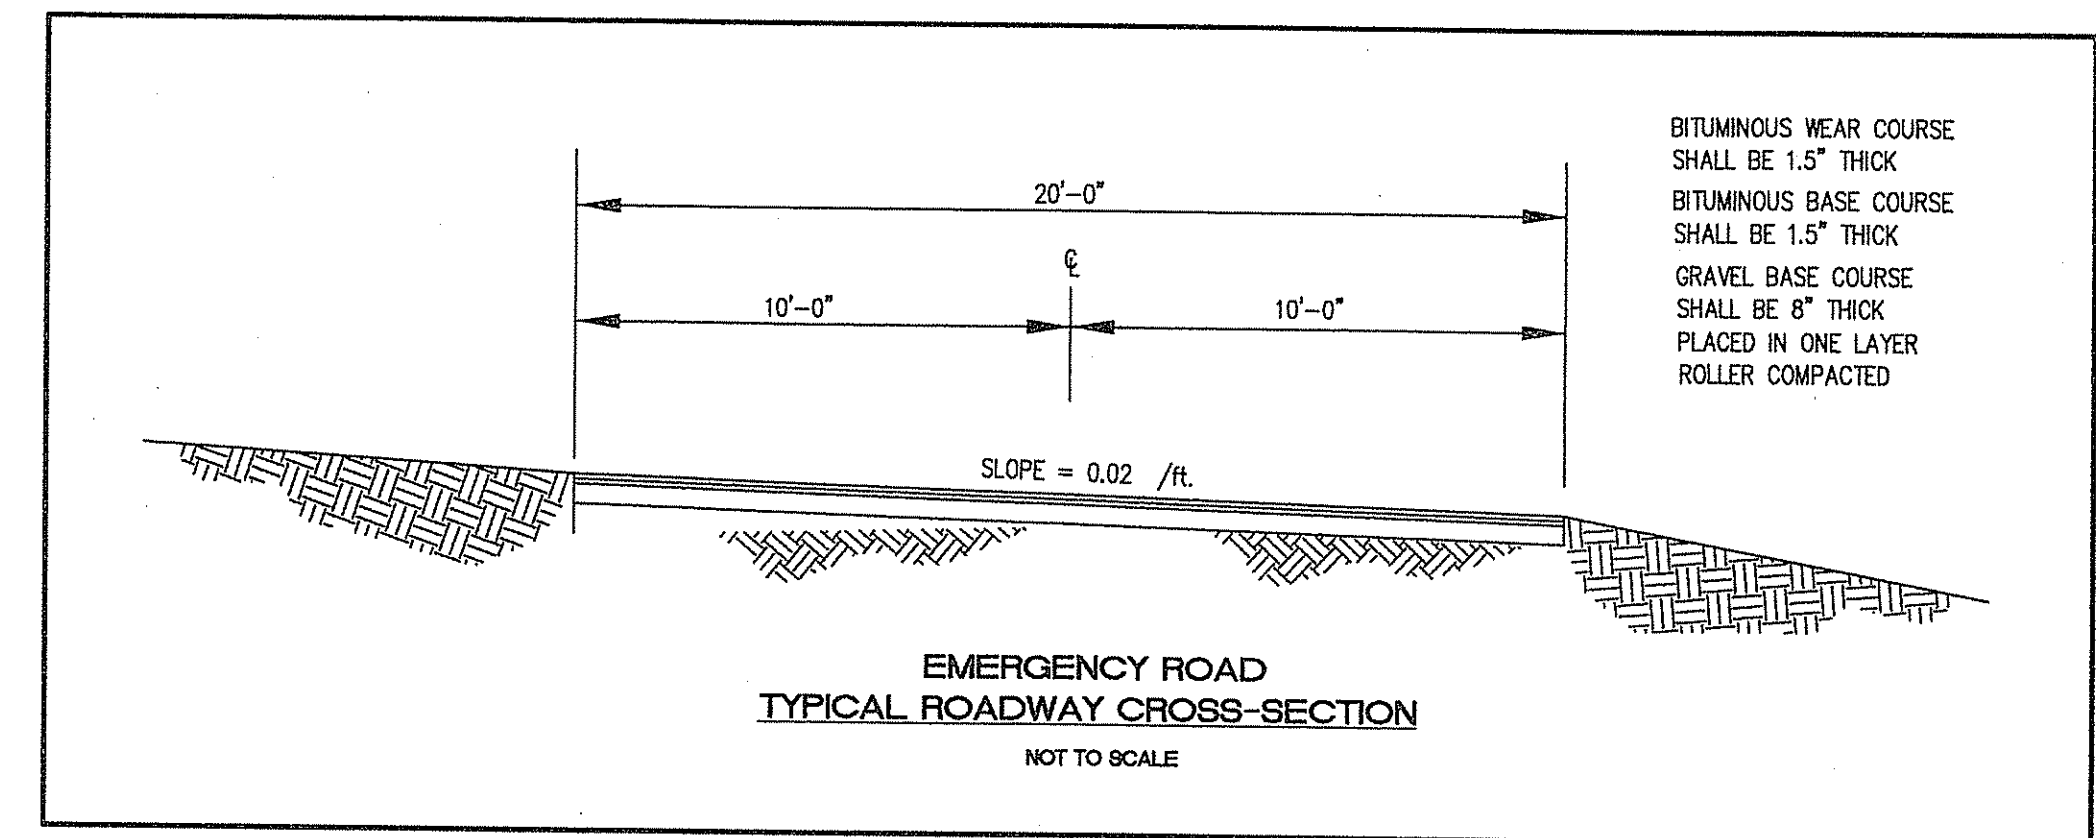 BITUMINOUS WEAR COURSE
SHALL BE 1.5" THICK
BITUMINOUS BASE COURSE
SHALL BE 1.5" THICK
GRAVEL BASE COURSE
SHALL BE 8" THICK
PLACED IN ONE LAYER
ROLLER COMPACTED
20'-0"
℄
10'-0"
10'-0"
SLOPE = 0.02 /ft.
EMERGENCY ROAD
TYPICAL ROADWAY CROSS-SECTION
NOT TO SCALE